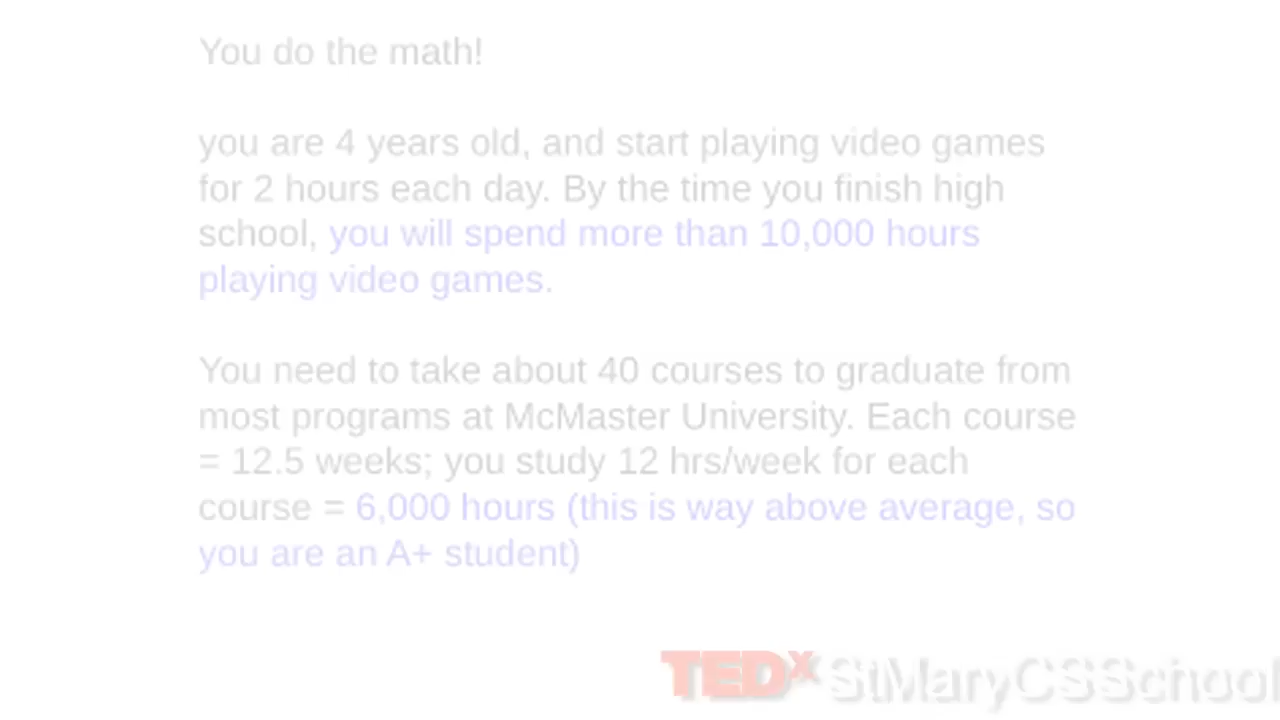 You do the math!
you are 4 years old, and start playing video games
for 2 hours each day. By the time you finish high
school, you will spend more than 10,000 hours
playing video games.
You need to take about 40 courses to graduate from
most programs at McMaster University. Each course
= 12.5 weeks; you study 12 hrs/week for each
course = 6,000 hours (this is way above average, so
you are an A+ student)
TEDxStMaryCSSchool